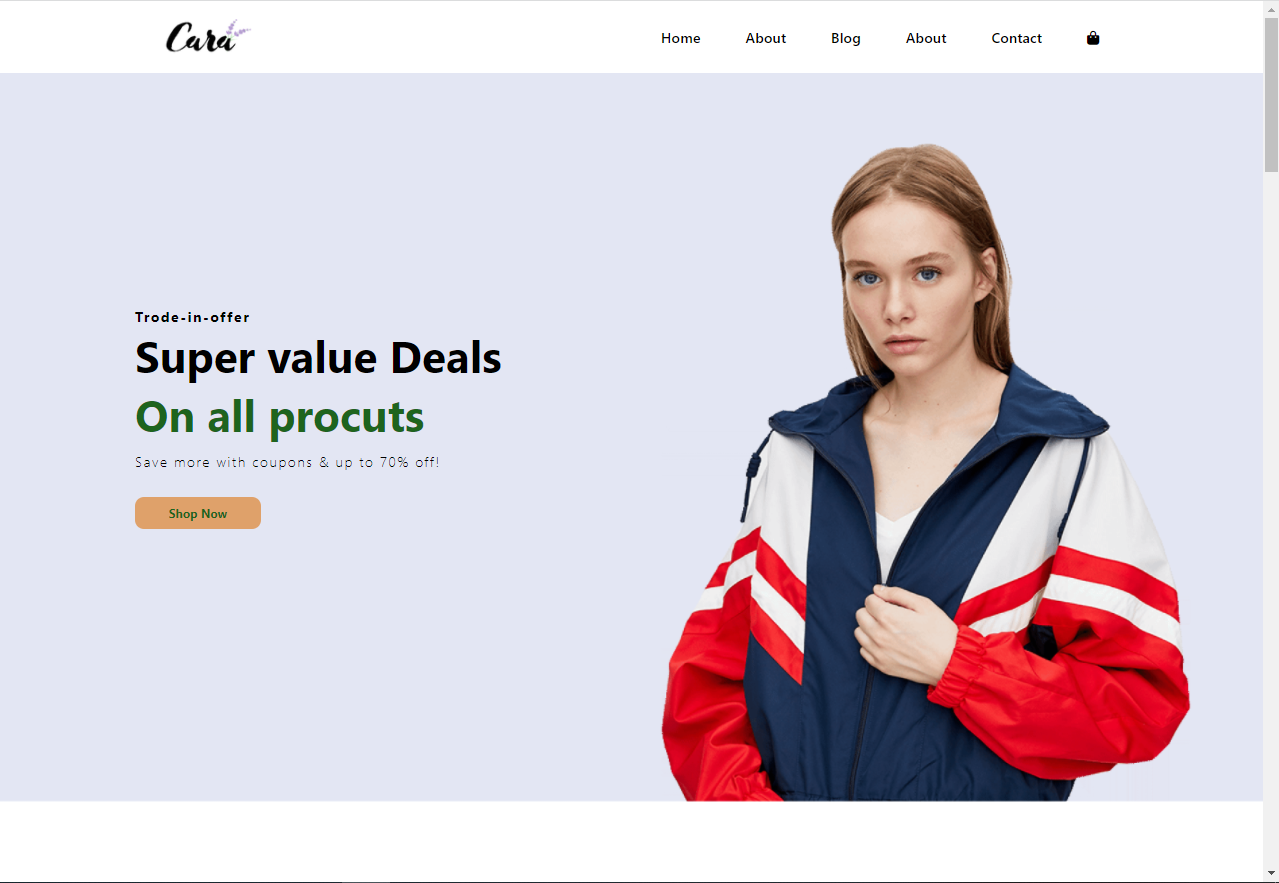 Cara
Home About Blog About Contact
Trode-in-offer
Super value Deals
On all procuts
Save more with coupons & up to 70% off!
Shop Now